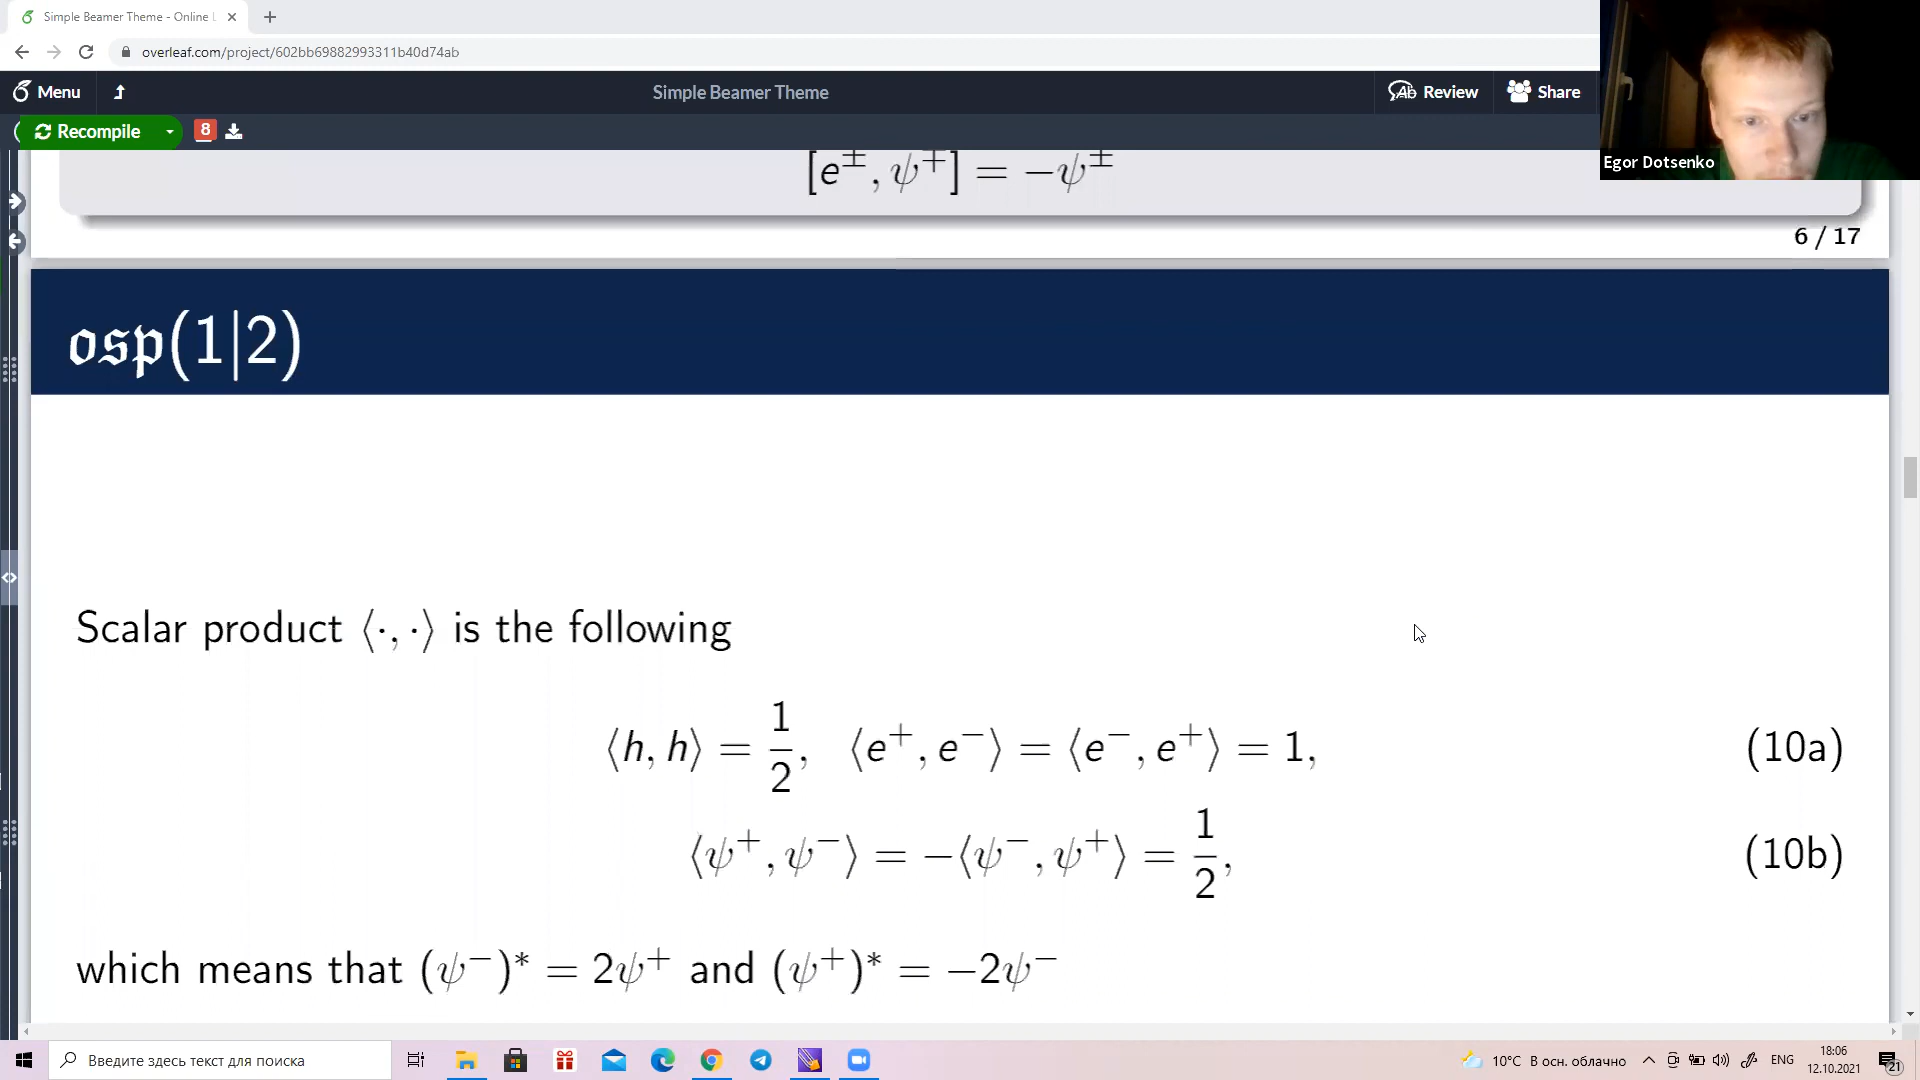 Simple Beamer Theme - Online L
overleaf.com/project/602bb69882993311b40d74ab
Menu
Simple Beamer Theme
Review
Share
Recompile
8
Egor Dotsenko
[e^±, ψ^∓] = −ψ^±
6 / 17
𝔬𝔰𝔭(1|2)
Scalar product ⟨·, ·⟩ is the following
⟨h, h⟩ = 1/2, ⟨e⁺, e⁻⟩ = ⟨e⁻, e⁺⟩ = 1, (10a)
⟨ψ⁺, ψ⁻⟩ = −⟨ψ⁻, ψ⁺⟩ = 1/2, (10b)
which means that (ψ⁻)* = 2ψ⁺ and (ψ⁺)* = −2ψ⁻
Введите здесь текст для поиска
10°C В осн. облачно
ENG
18:06
12.10.2021
21